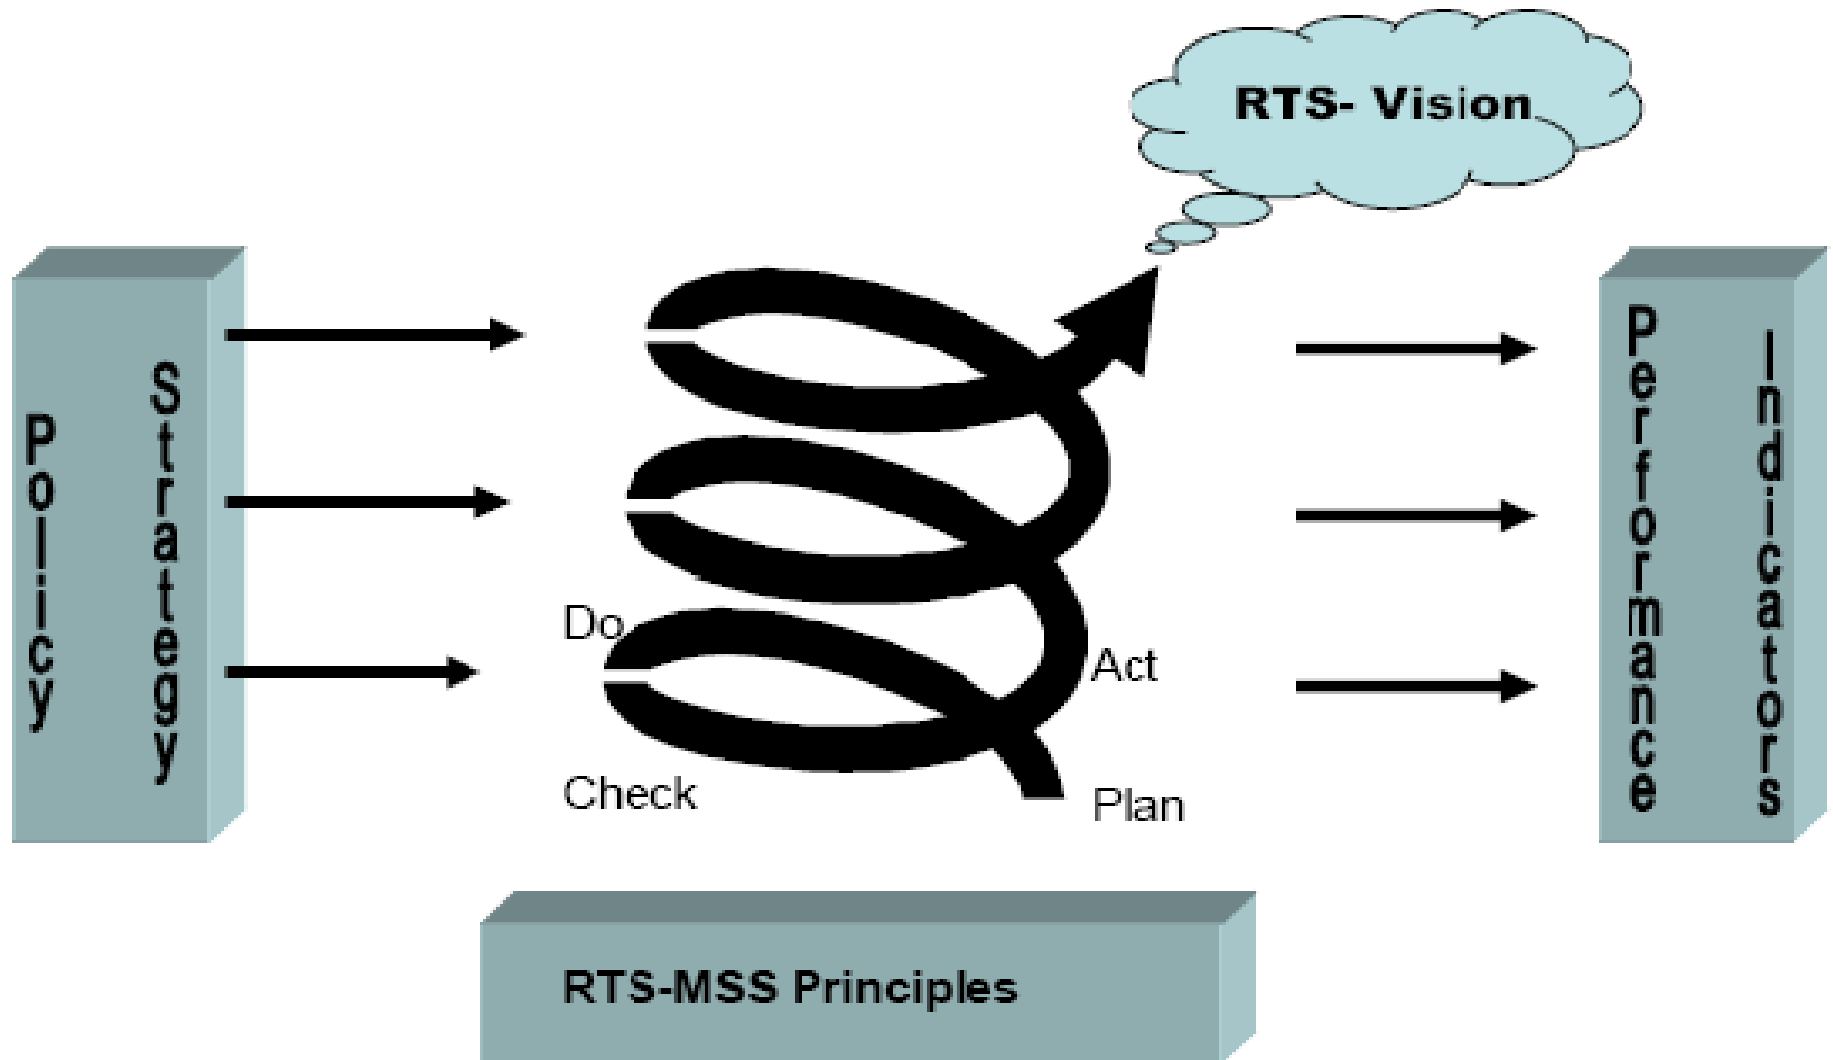 RTS- Vision
Policy
Strategy
Do
Act
Check
Plan
Performance
Indicators
RTS-MSS Principles